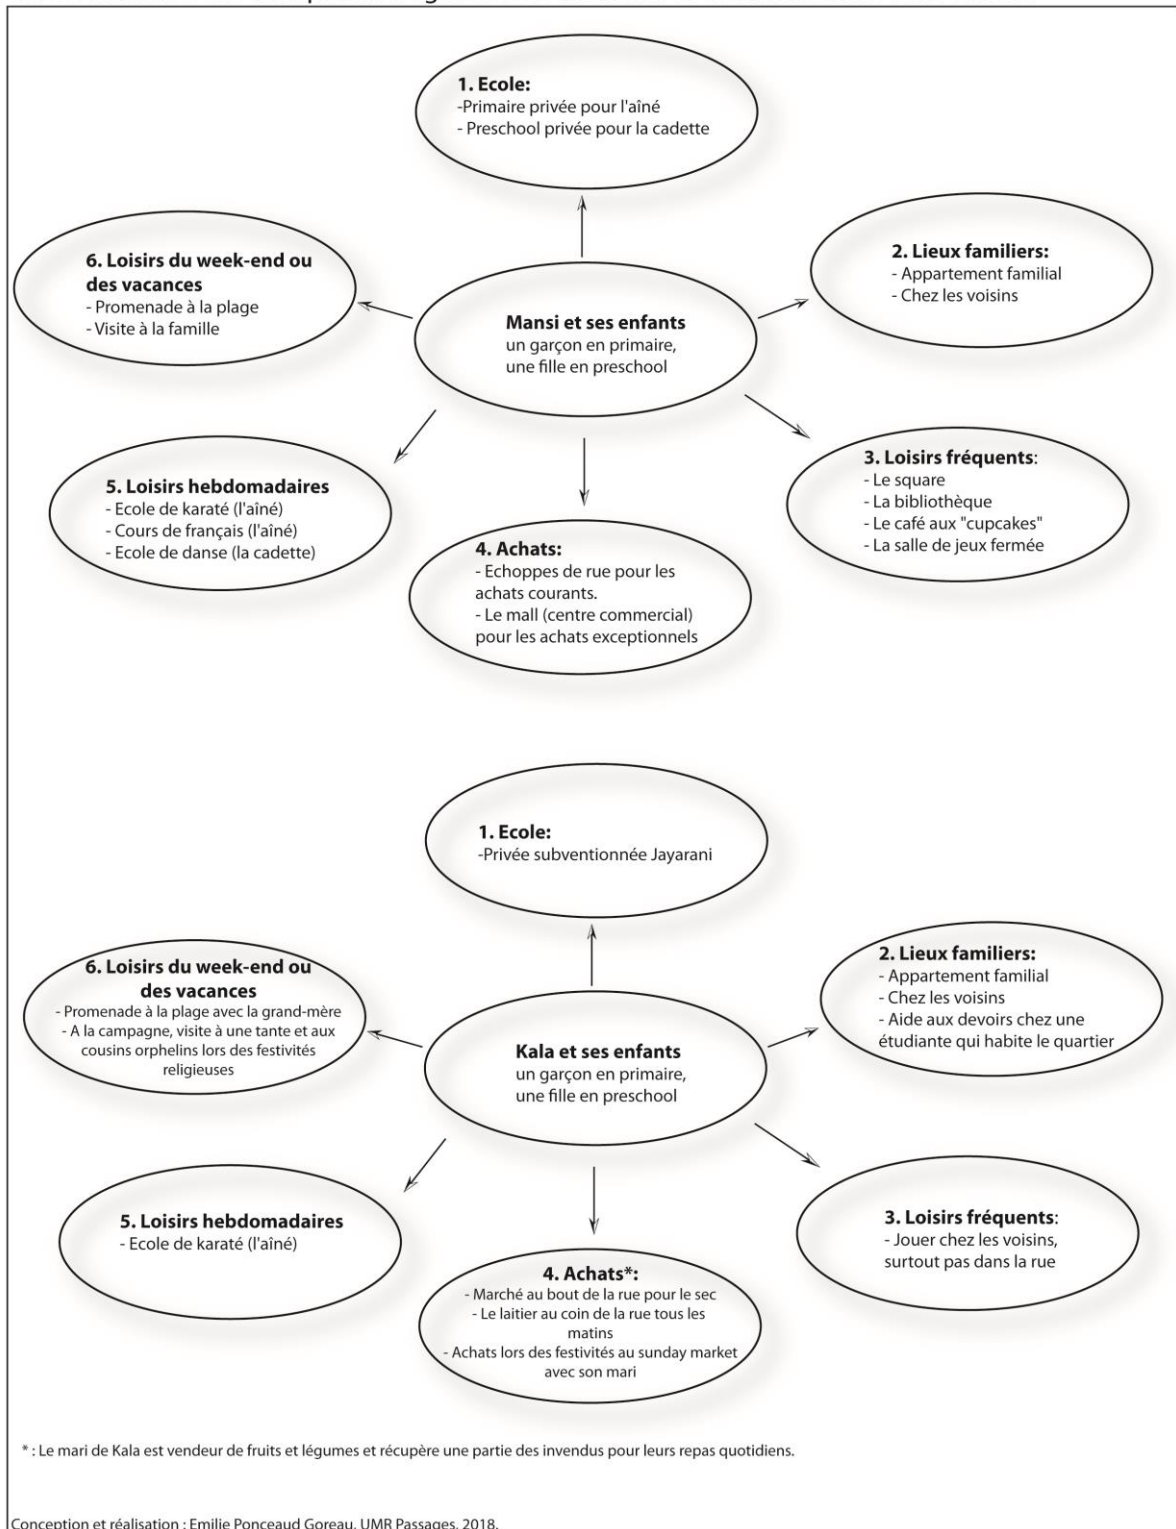 1. Ecole:
-Primaire privée pour l'aîné
- Preschool privée pour la cadette
2. Lieux familiers:
- Appartement familial
- Chez les voisins
6. Loisirs du week-end ou
des vacances
- Promenade à la plage
- Visite à la famille
Mansi et ses enfants
un garçon en primaire,
une fille en preschool
3. Loisirs fréquents:
- Le square
- La bibliothèque
- Le café aux "cupcakes"
- La salle de jeux fermée
5. Loisirs hebdomadaires
- Ecole de karaté (l'aîné)
- Cours de français (l'aîné)
- Ecole de danse (la cadette)
4. Achats:
- Echoppes de rue pour les
achats courants.
- Le mall (centre commercial)
pour les achats exceptionnels
1. Ecole:
-Privée subventionnée Jayarani
2. Lieux familiers:
- Appartement familial
- Chez les voisins
- Aide aux devoirs chez une
étudiante qui habite le quartier
6. Loisirs du week-end ou
des vacances
- Promenade à la plage avec la grand-mère
- A la campagne, visite à une tante et aux
cousins orphelins lors des festivités
religieuses
Kala et ses enfants
un garçon en primaire,
une fille en preschool
3. Loisirs fréquents:
- Jouer chez les voisins,
surtout pas dans la rue
5. Loisirs hebdomadaires
- Ecole de karaté (l'aîné)
4. Achats*:
- Marché au bout de la rue pour le sec
- Le laitier au coin de la rue tous les
matins
- Achats lors des festivités au sunday market
avec son mari
* : Le mari de Kala est vendeur de fruits et légumes et récupère une partie des invendus pour leurs repas quotidiens.
Conception et réalisation : Emilie Ponceaud Goreau, UMR Passages, 2018.